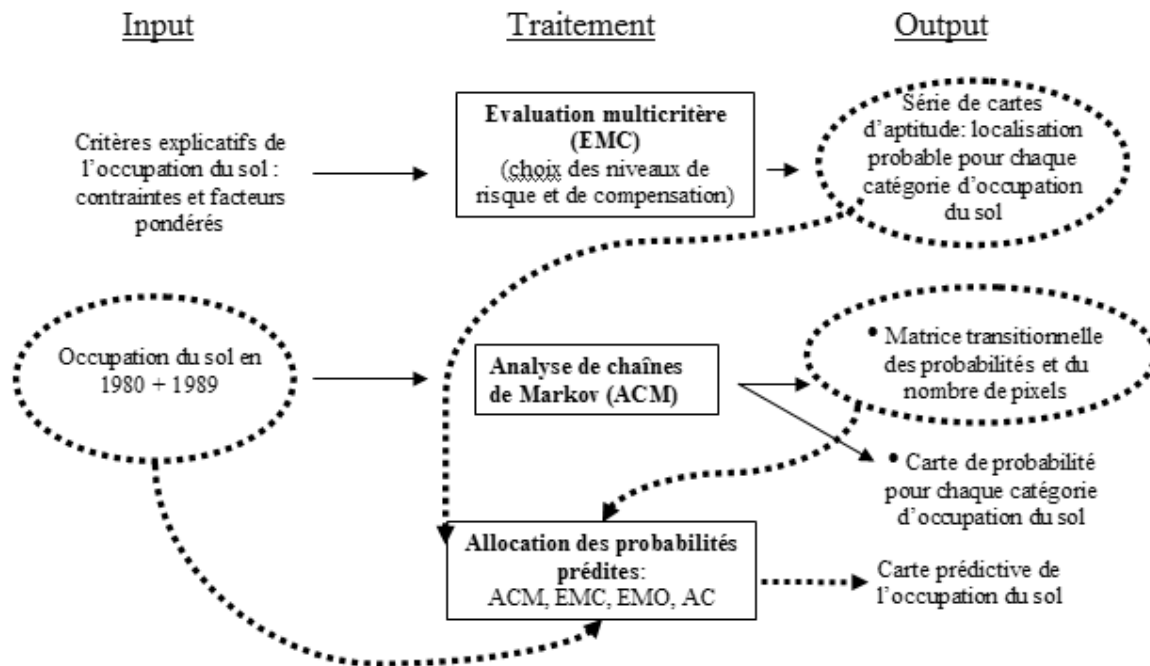 Input
Traitement
Output
Critères explicatifs de
l'occupation du sol :
contraintes et facteurs
pondérés
Evaluation multicritère
(EMC)
(choix des niveaux de
risque et de compensation)
Série de cartes
d'aptitude: localisation
probable pour chaque
catégorie d'occupation
du sol
Occupation du sol en
1980 + 1989
Analyse de chaînes
de Markov (ACM)
• Matrice transitionnelle
des probabilités et du
nombre de pixels
• Carte de probabilité
pour chaque catégorie
d'occupation du sol
Allocation des probabilités
prédites:
ACM, EMC, EMO, AC
Carte prédictive de
l'occupation du sol